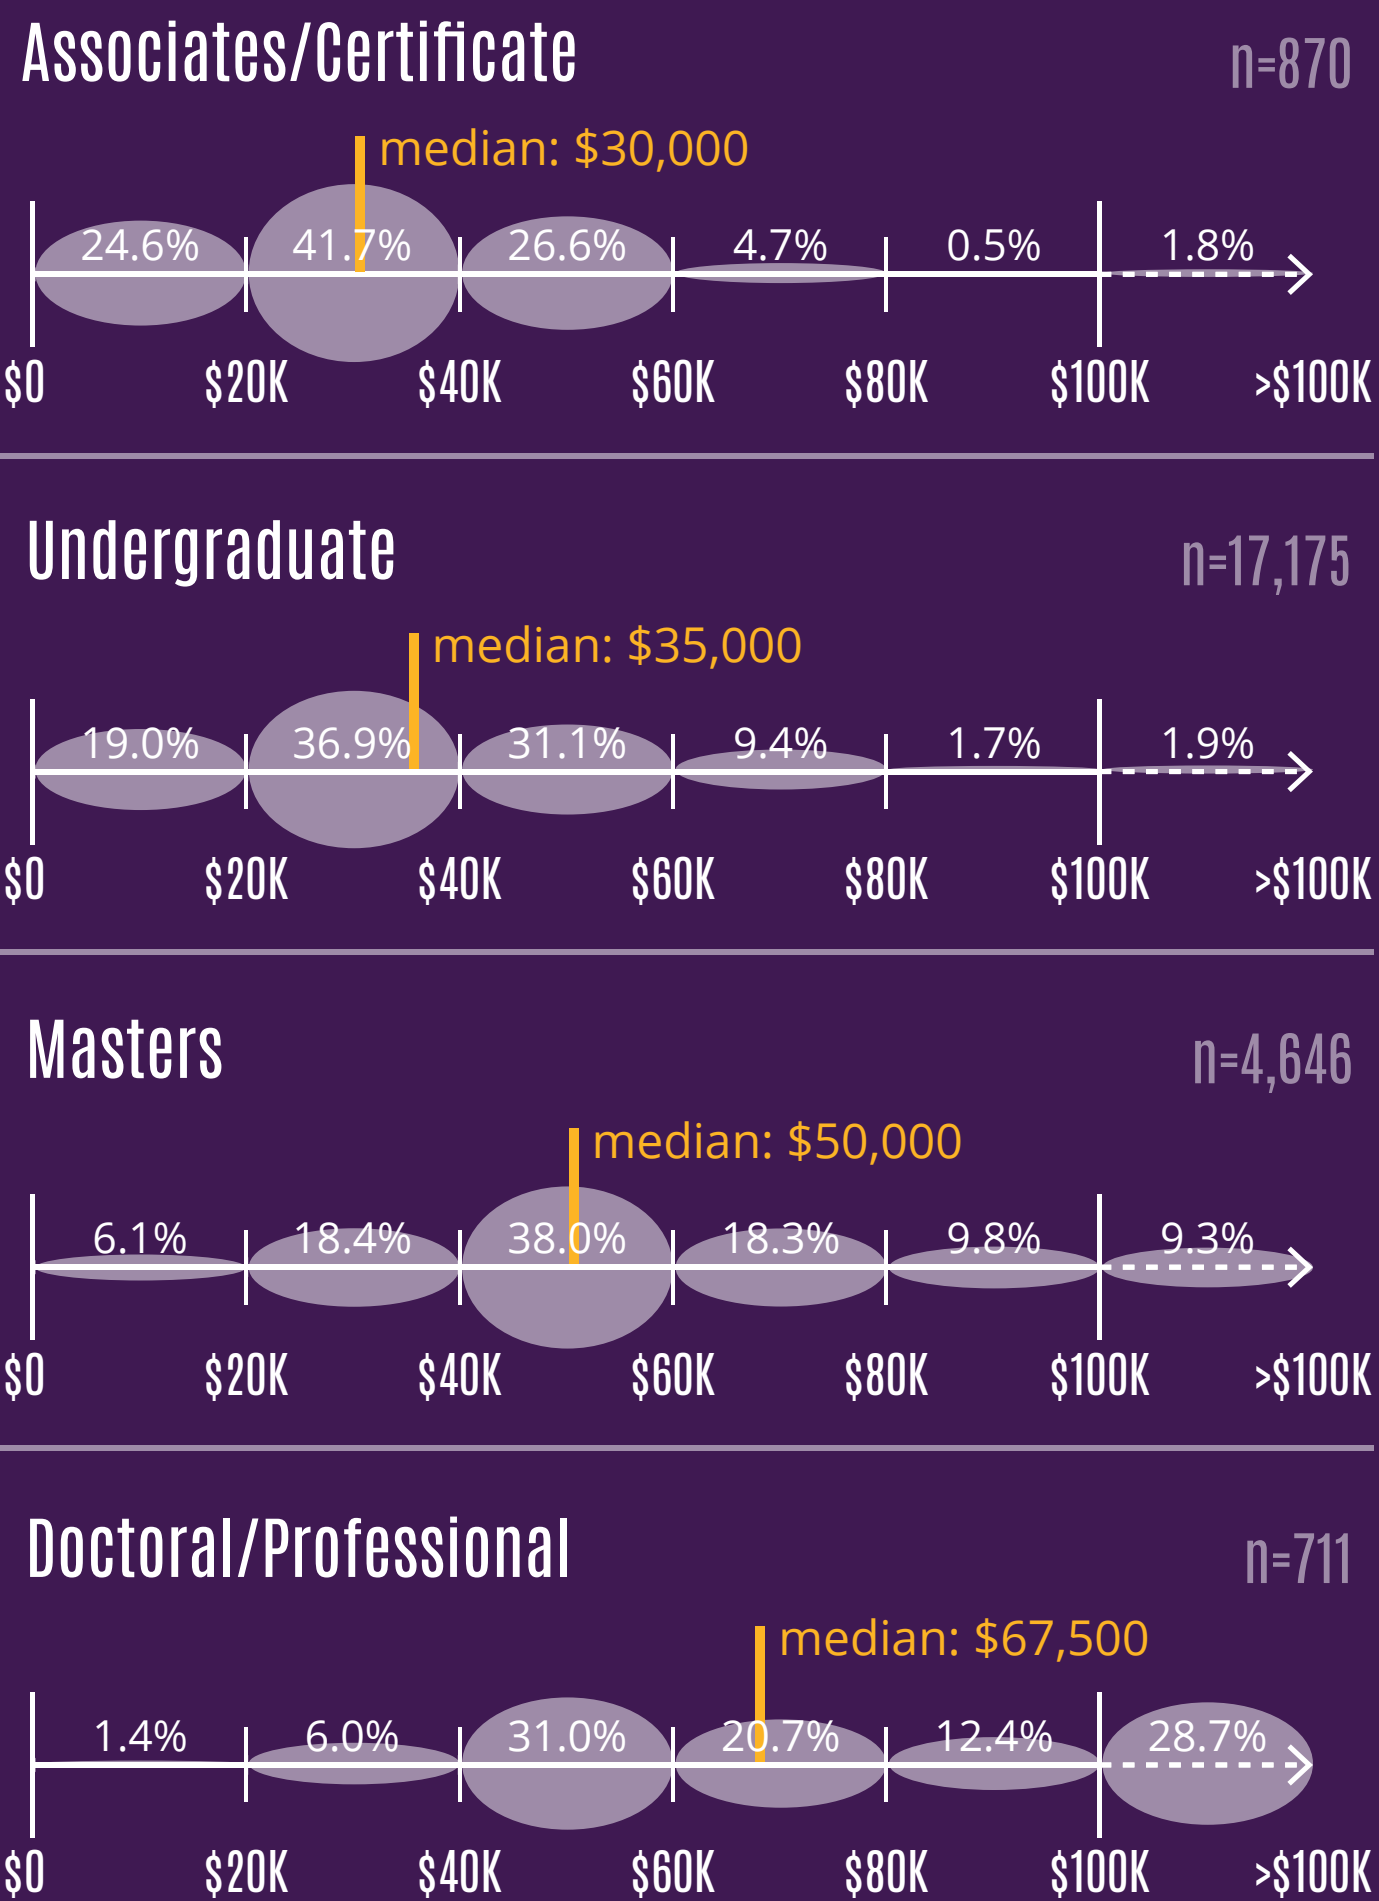 Associates/Certificate
n=870
median: $30,000
24.6% 41.7% 26.6% 4.7% 0.5% 1.8%
$0 $20K $40K $60K $80K $100K >$100K
Undergraduate
n=17,175
median: $35,000
19.0% 36.9% 31.1% 9.4% 1.7% 1.9%
$0 $20K $40K $60K $80K $100K >$100K
Masters
n=4,646
median: $50,000
6.1% 18.4% 38.0% 18.3% 9.8% 9.3%
$0 $20K $40K $60K $80K $100K >$100K
Doctoral/Professional
n=711
median: $67,500
1.4% 6.0% 31.0% 20.7% 12.4% 28.7%
$0 $20K $40K $60K $80K $100K >$100K